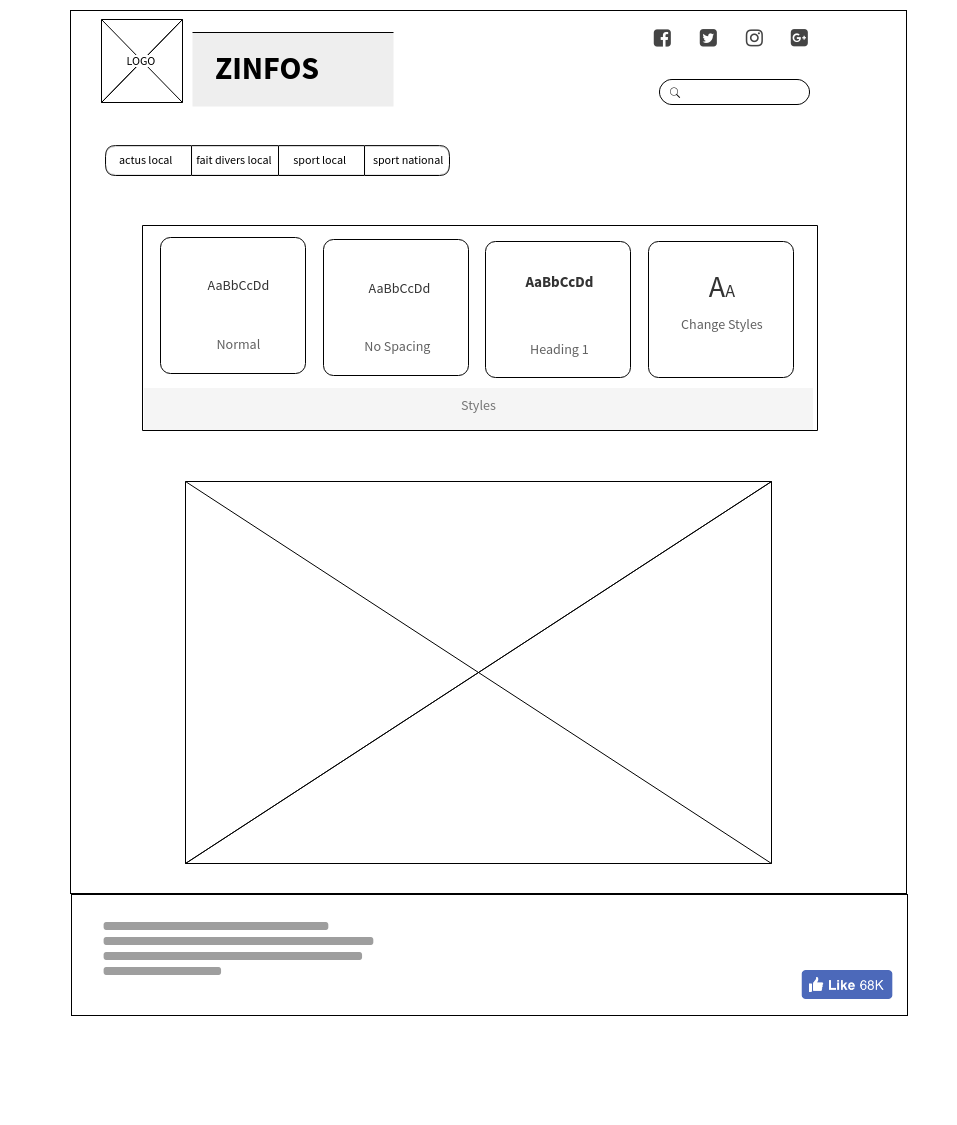 LOGO
ZINFOS
actus local
fait divers local
sport local
sport national
AaBbCcDd
Normal
AaBbCcDd
No Spacing
AaBbCcDd
Heading 1
AA
Change Styles
Styles
Like 68K